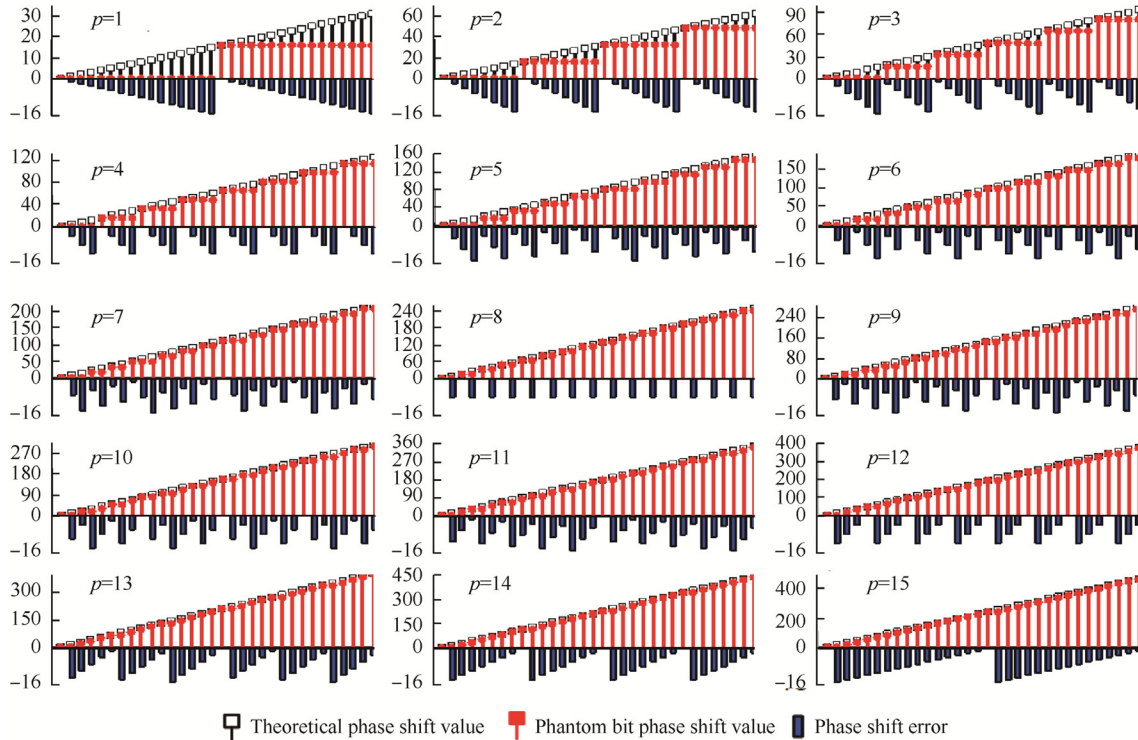 30 p=1 60 p=2 90 p=3
20 40 60
10 20 30
0 0 0
−16 −16 −16
120 p=4 160 p=5 150 p=6
80 120 100
40 80 50
0 40 0
−16 0 −16
−16
200 p=7 240 p=8 240 p=9
150 180 160
100 120 80
50 60 0
0 0 −16
−16 −16
270 p=10 360 p=11 400 p=12
180 270 300
90 180 200
0 90 100
−16 0 0
−16 −16
300 p=13 450 p=14 400 p=15
150 300 200
0 150 0
−16 0 −16
−16
Theoretical phase shift value Phantom bit phase shift value Phase shift error